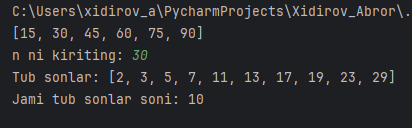 C:\Users\xidirov_a\PycharmProjects\Xidirov_Abror\.
[15, 30, 45, 60, 75, 90]
n ni kiriting: 30
Tub sonlar: [2, 3, 5, 7, 11, 13, 17, 19, 23, 29]
Jami tub sonlar soni: 10